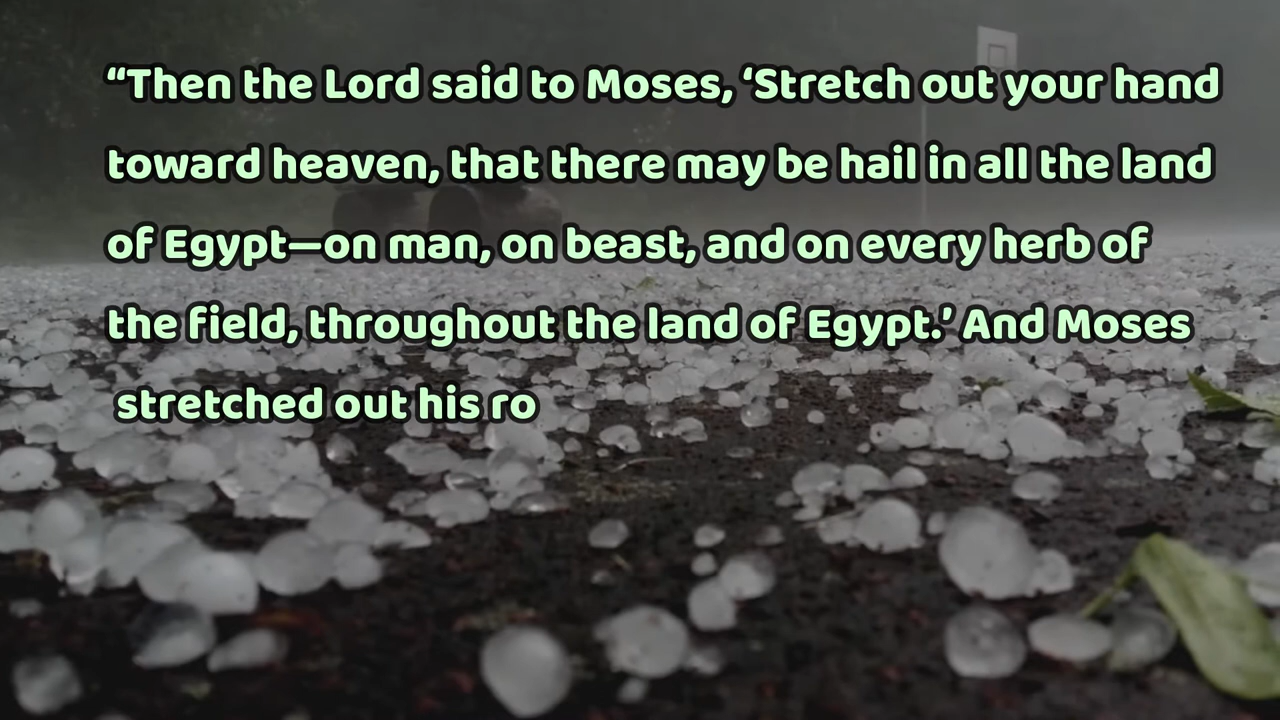 “Then the Lord said to Moses, ‘Stretch out your hand
toward heaven, that there may be hail in all the land
of Egypt—on man, on beast, and on every herb of
the field, throughout the land of Egypt.’ And Moses
stretched out his ro